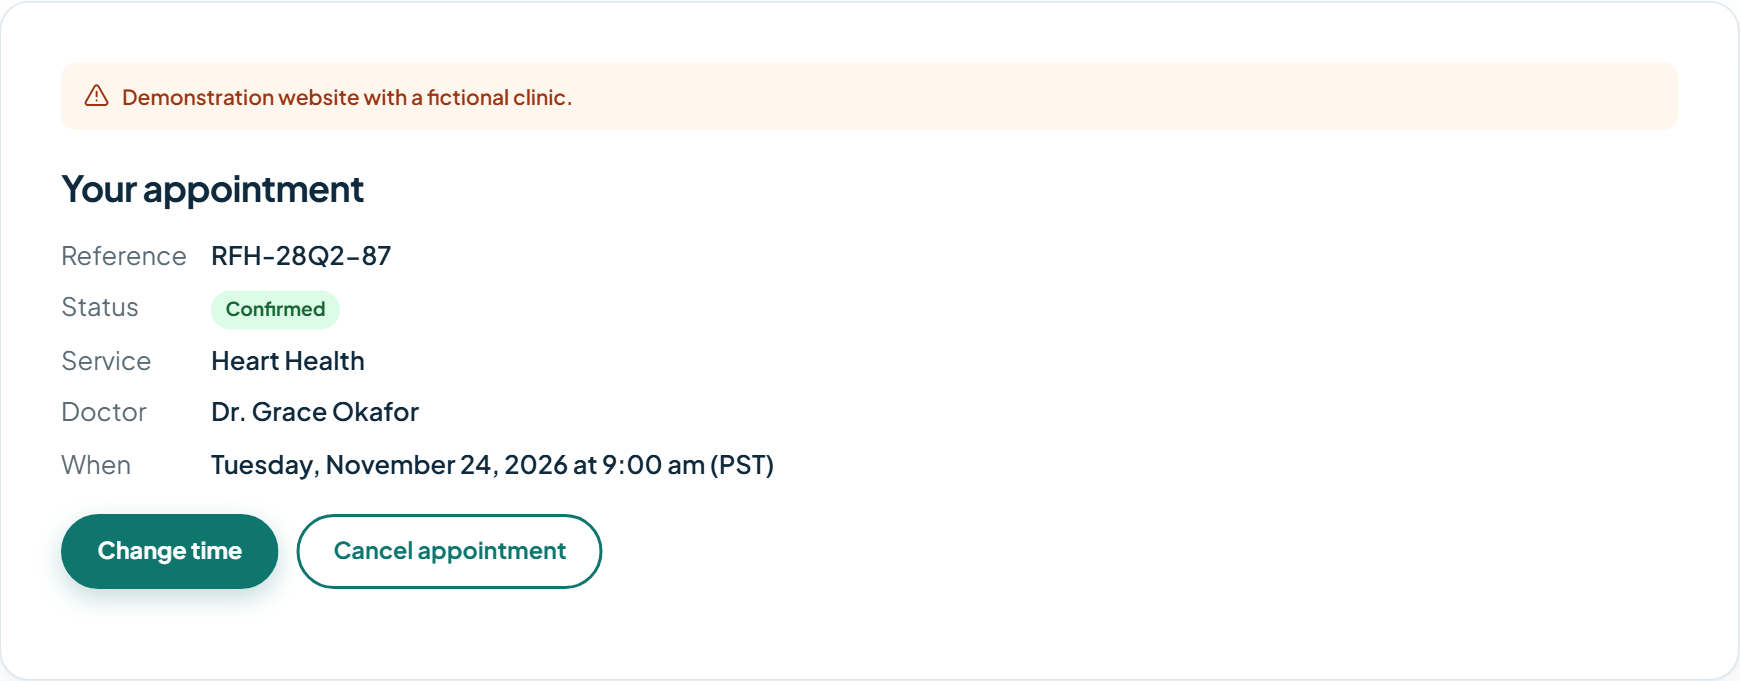 Demonstration website with a fictional clinic.
Your appointment
Reference RFH-28Q2-87
Status Confirmed
Service Heart Health
Doctor Dr. Grace Okafor
When Tuesday, November 24, 2026 at 9:00 am (PST)
Change time Cancel appointment